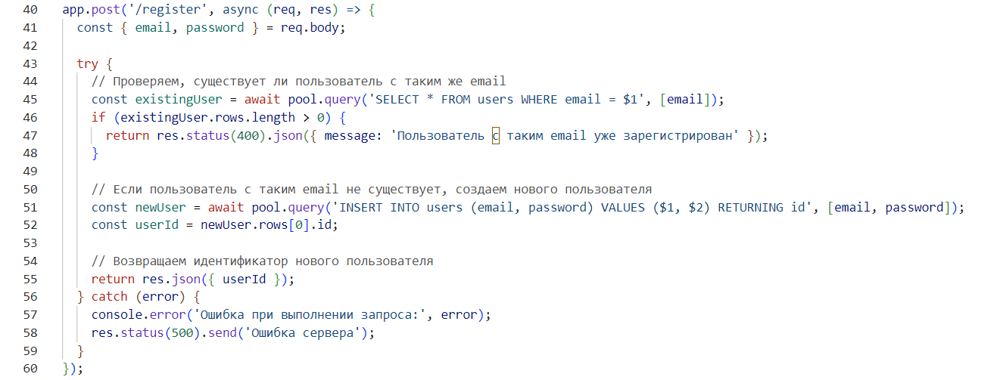 40 app.post('/register', async (req, res) => {
41 const { email, password } = req.body;
42
43 try {
44 // Проверяем, существует ли пользователь с таким же email
45 const existingUser = await pool.query('SELECT * FROM users WHERE email = $1', [email]);
46 if (existingUser.rows.length > 0) {
47 return res.status(400).json({ message: 'Пользователь с таким email уже зарегистрирован' });
48 }
49
50 // Если пользователь с таким email не существует, создаем нового пользователя
51 const newUser = await pool.query('INSERT INTO users (email, password) VALUES ($1, $2) RETURNING id', [email, password]);
52 const userId = newUser.rows[0].id;
53
54 // Возвращаем идентификатор нового пользователя
55 return res.json({ userId });
56 } catch (error) {
57 console.error('Ошибка при выполнении запроса:', error);
58 res.status(500).send('Ошибка сервера');
59 }
60 });